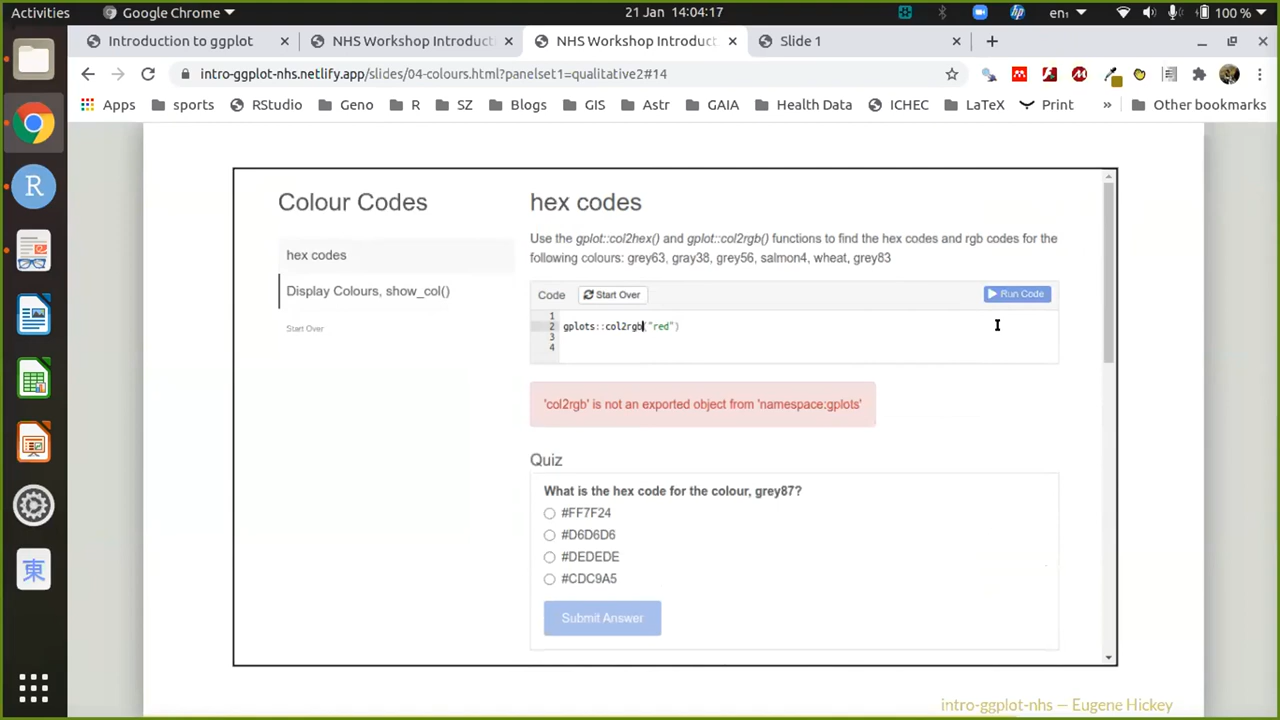 Activities
Google Chrome
21 Jan 14:04:17
en₁
100 %
Introduction to ggplot
NHS Workshop Introducti
NHS Workshop Introduct
Slide 1
intro-ggplot-nhs.netlify.app/slides/04-colours.html?panelset1=qualitative2#14
Apps
sports
RStudio
Geno
R
SZ
Blogs
GIS
Astr
GAIA
Health Data
ICHEC
LaTeX
Print
»
Other bookmarks
Colour Codes
hex codes
Display Colours, show_col()
Start Over
hex codes
Use the gplot::col2hex() and gplot::col2rgb() functions to find the hex codes and rgb codes for the
following colours: grey63, gray38, grey56, salmon4, wheat, grey83
Code
Start Over
Run Code
1
2 gplots::col2rgb("red")
3
4
'col2rgb' is not an exported object from 'namespace:gplots'
Quiz
What is the hex code for the colour, grey87?
#FF7F24
#D6D6D6
#DEDEDE
#CDC9A5
Submit Answer
intro-ggplot-nhs — Eugene Hickey
R
東
hp